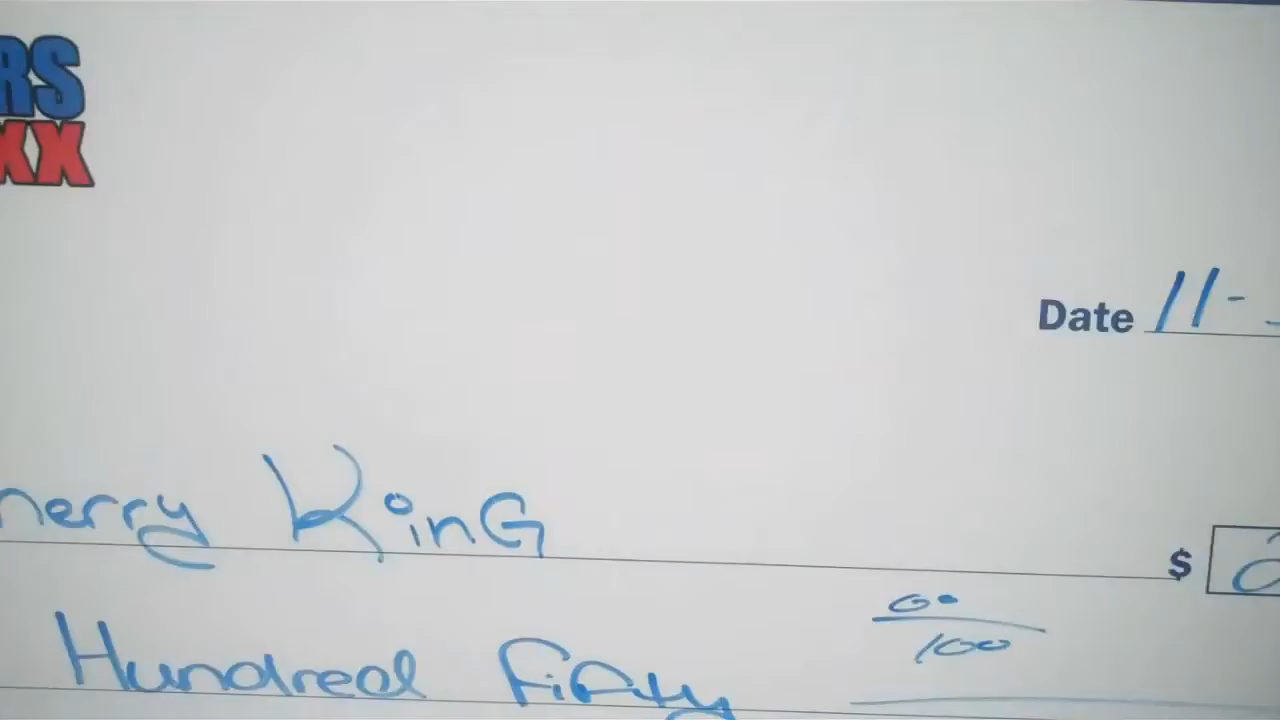 RS
XX
Date 11-
nerry KinG
$
00
Hundred Fifty 100